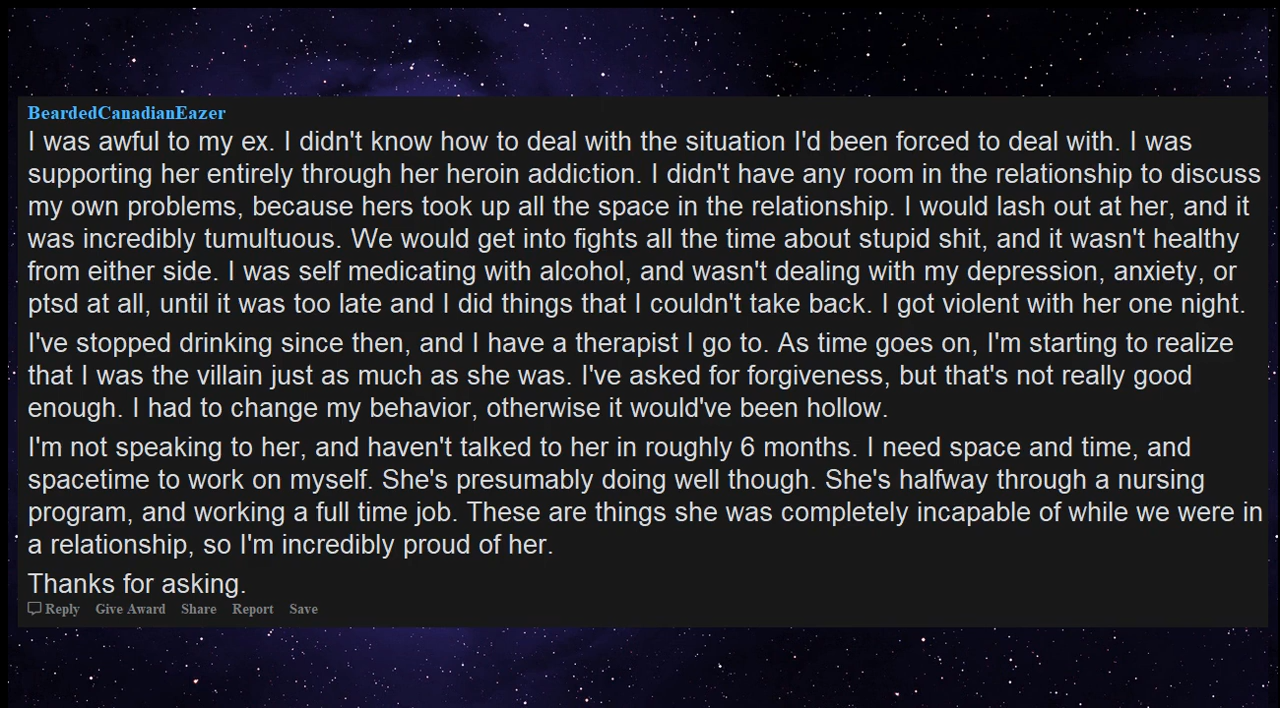 BeardedCanadianEazer
I was awful to my ex. I didn't know how to deal with the situation I'd been forced to deal with. I was
supporting her entirely through her heroin addiction. I didn't have any room in the relationship to discuss
my own problems, because hers took up all the space in the relationship. I would lash out at her, and it
was incredibly tumultuous. We would get into fights all the time about stupid shit, and it wasn't healthy
from either side. I was self medicating with alcohol, and wasn't dealing with my depression, anxiety, or
ptsd at all, until it was too late and I did things that I couldn't take back. I got violent with her one night.
I've stopped drinking since then, and I have a therapist I go to. As time goes on, I'm starting to realize
that I was the villain just as much as she was. I've asked for forgiveness, but that's not really good
enough. I had to change my behavior, otherwise it would've been hollow.
I'm not speaking to her, and haven't talked to her in roughly 6 months. I need space and time, and
spacetime to work on myself. She's presumably doing well though. She's halfway through a nursing
program, and working a full time job. These are things she was completely incapable of while we were in
a relationship, so I'm incredibly proud of her.
Thanks for asking.
Reply Give Award Share Report Save